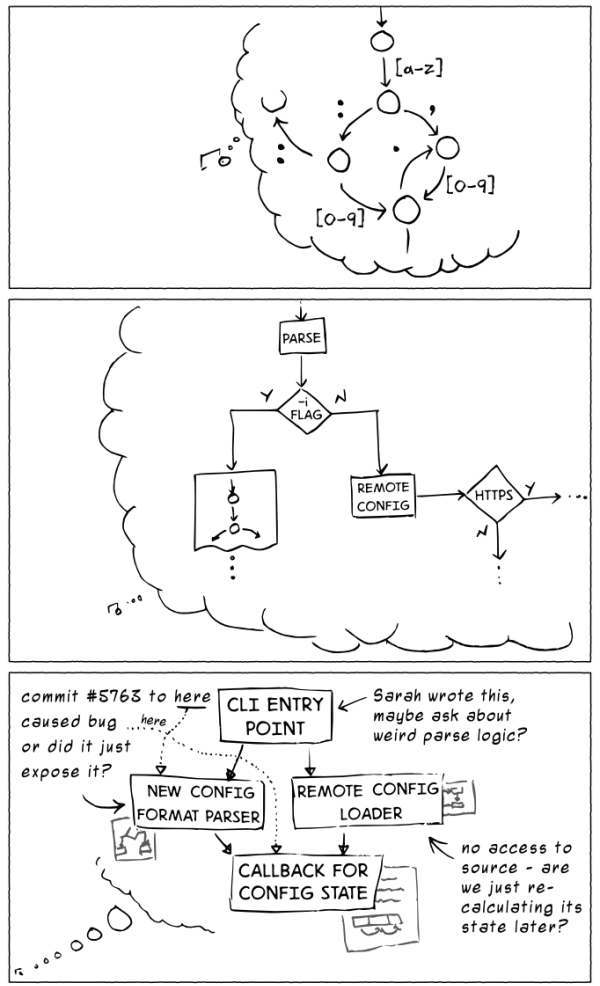 [a-z]
:
,
:
.
[0-9]
[0-9]
PARSE
Y
-i
N
FLAG
REMOTE
CONFIG
HTTPS
Y
...
N
commit #5763 to here
caused bug
here
or did it just
expose it?
CLI ENTRY
POINT
Sarah wrote this,
maybe ask about
weird parse logic?
NEW CONFIG
FORMAT PARSER
REMOTE CONFIG
LOADER
CALLBACK FOR
CONFIG STATE
no access to
source - are
we just re-
calculating its
state later?